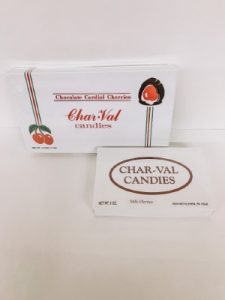 Chocolate Cordial Cherries
Char-Val
candies
CHAR-VAL
CANDIES
NET WT. 8 OZ.
Milk Cherries